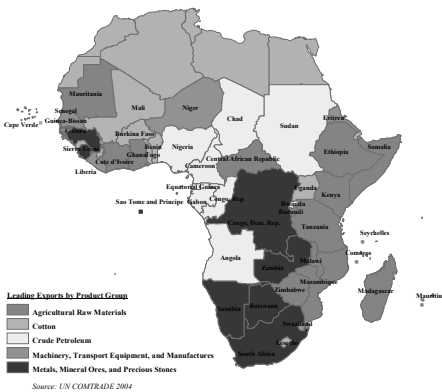 Mauritania
Mali
Niger
Chad
Sudan
Eritrea
Senegal
Cape Verde
Guinea-Bissau
Guinea
Burkina Faso
Benin
Nigeria
Ethiopia
Somalia
Sierra Leone
Cote d'Ivoire
Ghana
Togo
Liberia
Cameroon
Central African Republic
Equatorial Guinea
Uganda
Kenya
Sao Tome and Principe
Gabon
Congo, Rep.
Rwanda
Burundi
Congo, Dem. Rep.
Tanzania
Seychelles
Comoros
Angola
Malawi
Zambia
Mozambique
Zimbabwe
Madagascar
Namibia
Botswana
Swaziland
Lesotho
South Africa
Leading Exports by Product Group
Agricultural Raw Materials
Cotton
Crude Petroleum
Machinery, Transport Equipment, and Manufactures
Metals, Mineral Ores, and Precious Stones
Source: UN COMTRADE 2004